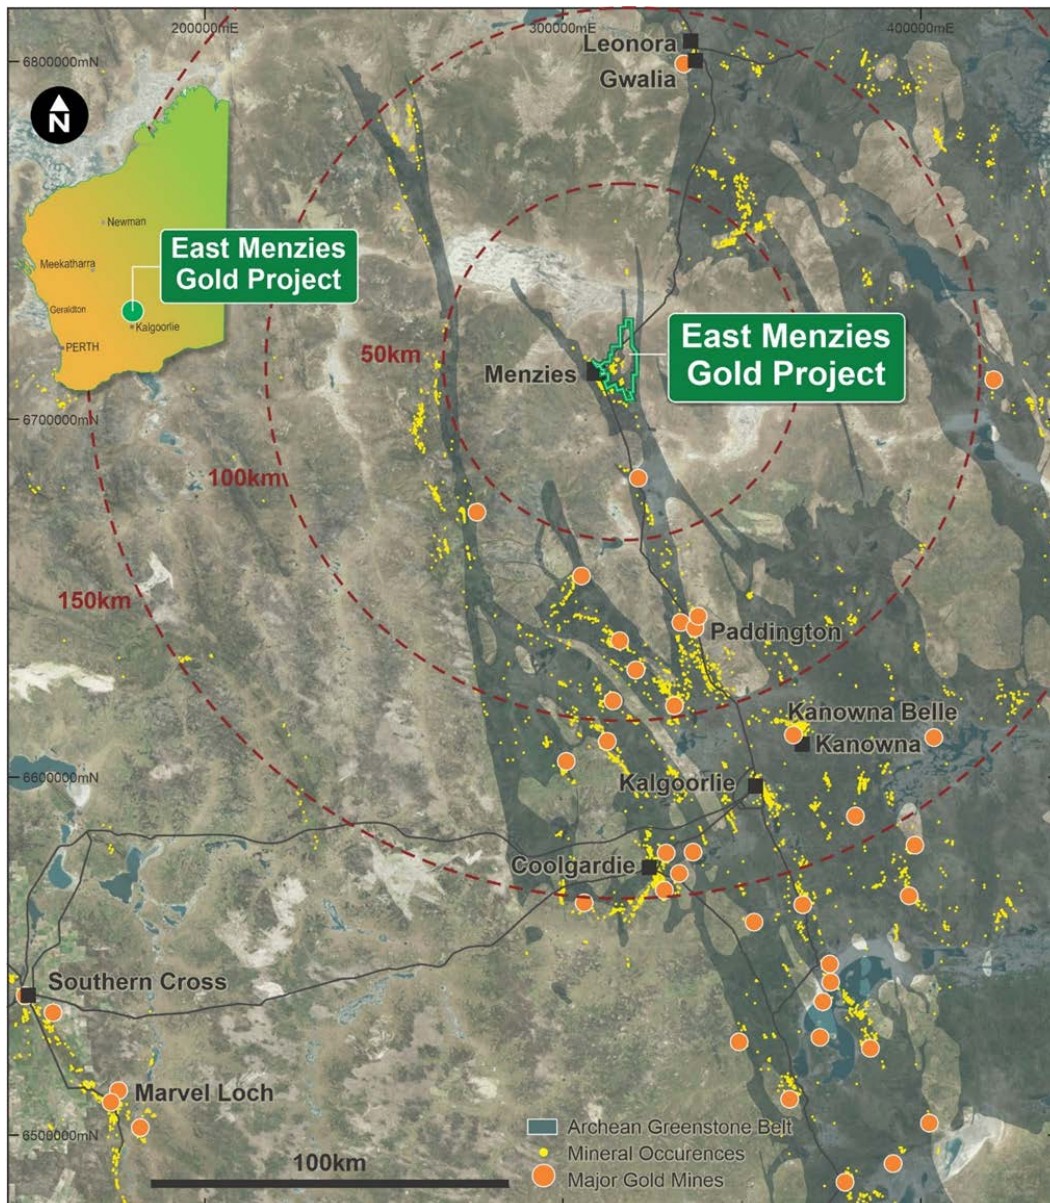 200000mE
300000mE
400000mE
Leonora
6800000mN
Gwalia
N
Newman
East Menzies
Gold Project
Meekatharra
Geraldton
Kalgoorlie
PERTH
50km
East Menzies
Gold Project
Menzies
6700000mN
100km
150km
Paddington
Kanowna Belle
Kanowna
6600000mN
Kalgoorlie
Coolgardie
Southern Cross
Marvel Loch
6500000mN
Archean Greenstone Belt
Mineral Occurences
100km
Major Gold Mines